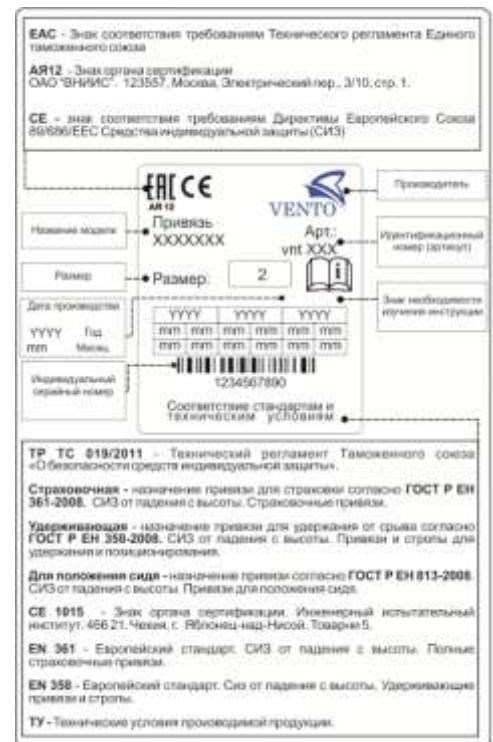 ЕАС - Знак соответствия требованиям Технического регламента Единого
таможенного союза
АЯ12 - Знак органа сертификации
ОАО "ВНИИС". 123557, Москва, Электрический пер., 3/10, стр. 1.
CE - знак соответствия требованиям Директивы Европейского Союза
89/686/ЕЕС Средства индивидуальной защиты (СИЗ)
EAC CE
AR 12
VENTO
Производитель
Название модели
Привязь
XXXXXXX
Арт.:
vnt XXX
Идентификационный
номер (артикул)
Размер
Размер:
2
i
Знак необходимости
изучения инструкции
Дата производства
YYYY Год
mm Месяц
YYYY YYYY YYYY
mm mm mm mm mm mm
mm mm mm mm mm mm
Индивидуальный
серийный номер
1234567890
Соответствие стандартам и
техническим условиям
ТР ТС 019/2011 - Технический регламент Таможенного союза
«О безопасности средств индивидуальной защиты».
Страховочная - назначение привязи для страховки согласно ГОСТ Р ЕН
361-2008. СИЗ от падения с высоты. Страховочные привязи.
Удерживающая - назначение привязи для удержания от срыва согласно
ГОСТ Р ЕН 358-2008. СИЗ от падения с высоты. Привязи и стропы для
удержания и позиционирования.
Для положения сидя - назначение привязи согласно ГОСТ Р ЕН 813-2008.
СИЗ от падения с высоты. Привязи для положения сидя.
CE 1015 - Знак органа сертификации. Инженерный испытательный
институт. 466 21. Чехия, г. Яблонец-над-Нисой. Товарни 5.
EN 361 - Европейский стандарт. СИЗ от падения с высоты. Полные
страховочные привязи.
EN 358 - Европейский стандарт. Сиз от падения с высоты. Удерживающие
привязи и стропы.
ТУ - Технические условия производимой продукции.